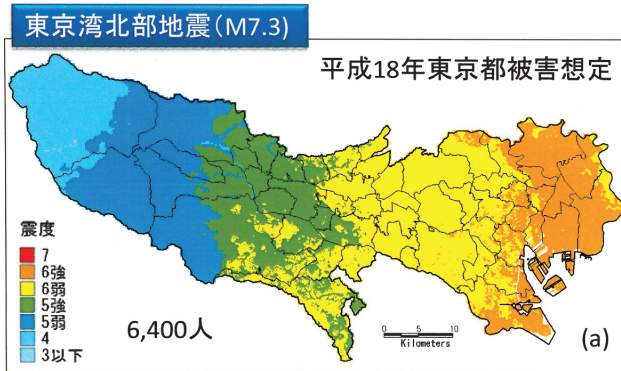 東京湾北部地震(M7.3)
平成18年東京都被害想定
震度
7
6強
6弱
5強
5弱
4
3以下
6,400人
0 5 10
Kilometers
(a)